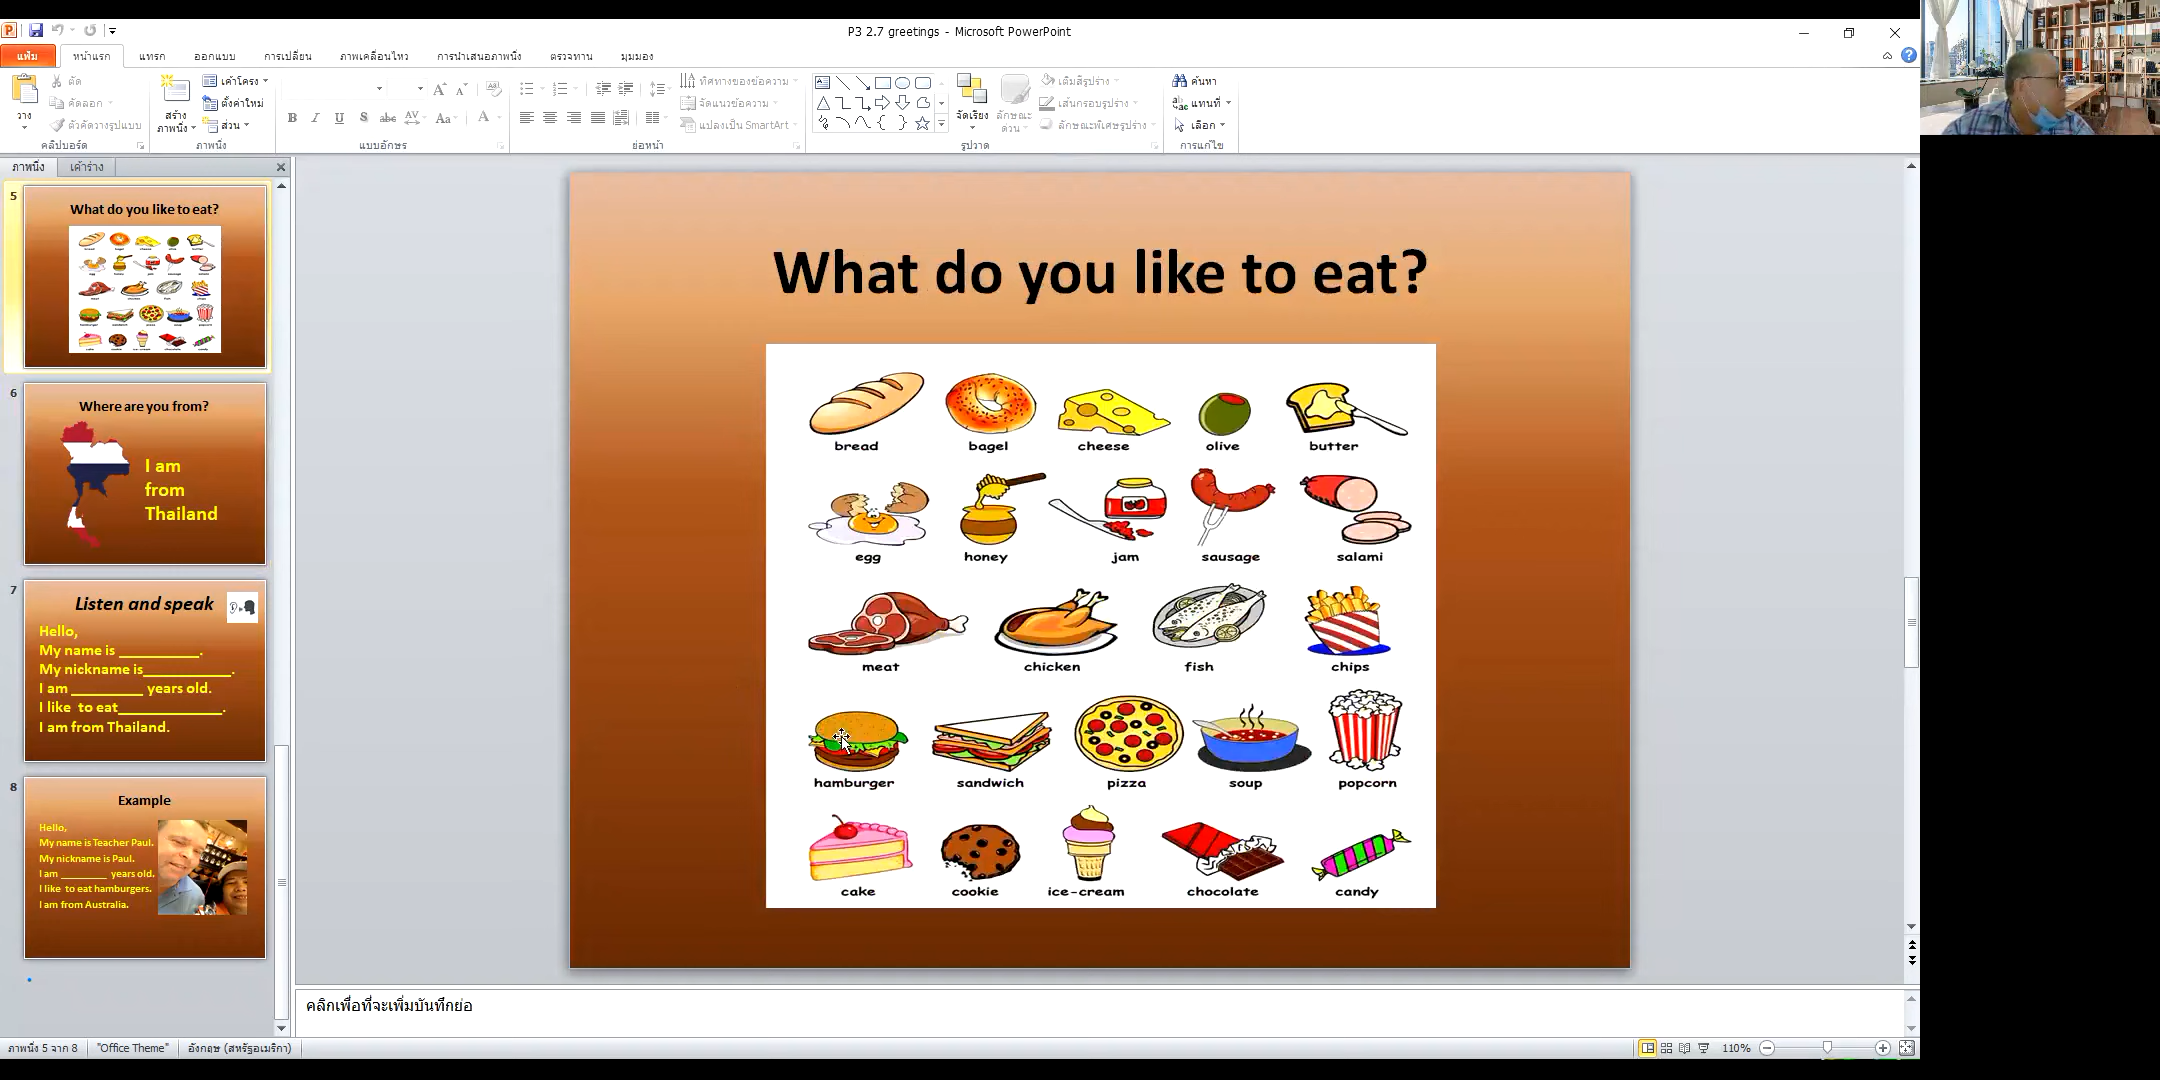 P3 2.7 greetings - Microsoft PowerPoint
แฟ้ม หน้าแรก แทรก ออกแบบ การเปลี่ยน ภาพเคลื่อนไหว การนำเสนอภาพนิ่ง ตรวจทาน มุมมอง
วาง
ตัด
คัดลอก
ตัวคัดวางรูปแบบ
คลิปบอร์ด
สร้าง
ภาพนิ่ง
เค้าโครง
ตั้งค่าใหม่
ส่วน
ภาพนิ่ง
แบบอักษร
ทิศทางของข้อความ
จัดแนวข้อความ
แปลงเป็น SmartArt
ย่อหน้า
จัดเรียง
ลักษณะ
ด่วน
เติมสีรูปร่าง
เส้นกรอบรูปร่าง
ลักษณะพิเศษรูปร่าง
รูปวาด
ค้นหา
แทนที่
เลือก
การแก้ไข
ภาพนิ่ง เค้าร่าง
5
What do you like to eat?
6
Where are you from?
I am
from
Thailand
7
Listen and speak
Hello,
My name is ___________.
My nickname is____________.
I am __________ years old.
I like to eat______________.
I am from Thailand.
8
Example
Hello,
My name is Teacher Paul.
My nickname is Paul.
I am _________ years old.
I like to eat hamburgers.
I am from Australia.
What do you like to eat?
bread bagel cheese olive butter
egg honey jam sausage salami
meat chicken fish chips
hamburger sandwich pizza soup popcorn
cake cookie ice-cream chocolate candy
คลิกเพื่อที่จะเพิ่มบันทึกย่อ
ภาพนิ่ง 5 จาก 8 "Office Theme" อังกฤษ (สหรัฐอเมริกา) 110%